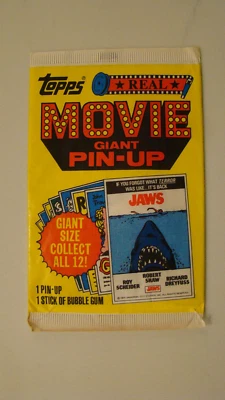 Topps
★ REAL ★
MOVIE
GIANT
PIN-UP
GIANT
SIZE
COLLECT
ALL 12!
IF YOU FORGOT WHAT TERROR
WAS LIKE...IT'S BACK.
JAWS
ROY
SCHEIDER
ROBERT
SHAW
RICHARD
DREYFUSS
JAWS
1 PIN-UP
1 STICK OF BUBBLE GUM